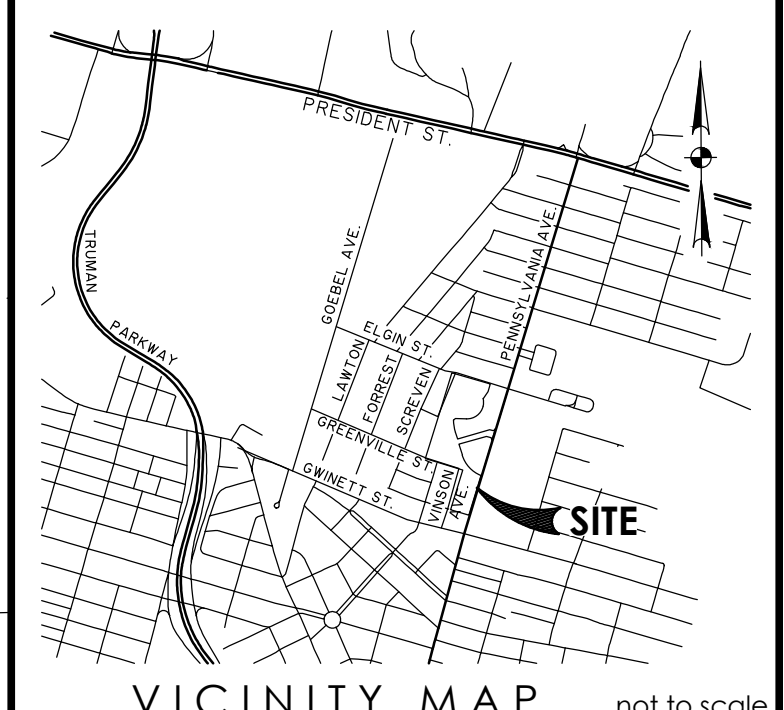 PRESIDENT ST.
TRUMAN
PARKWAY
GOEBEL AVE.
PENNSYLVANIA AVE.
ELGIN ST.
LAWTON
FORREST
SCREVEN
GREENVILLE ST.
GWINETT ST.
VINSON
AVE.
SITE
VICINITY MAP
not to scale